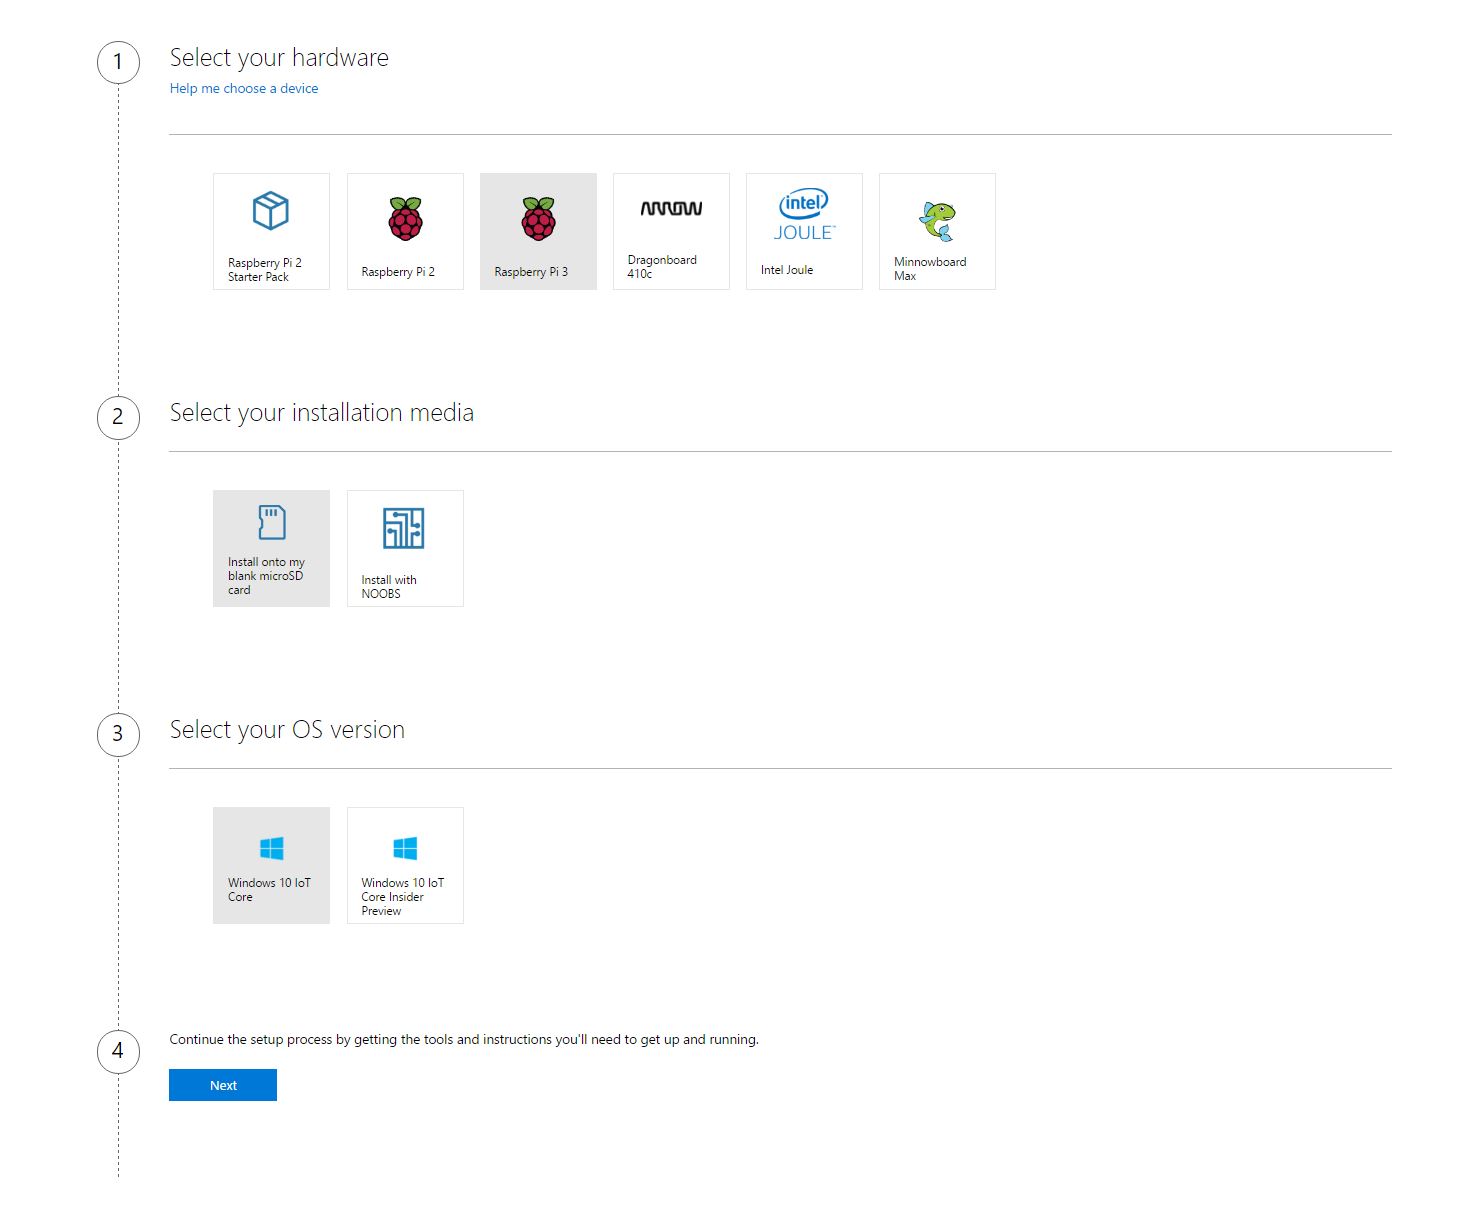 1
Select your hardware
Help me choose a device
Raspberry Pi 2
Starter Pack
Raspberry Pi 2
Raspberry Pi 3
ARROW
Dragonboard
410c
intel
JOULE™
Intel Joule
Minnowboard
Max
2
Select your installation media
Install onto my
blank microSD
card
Install with
NOOBS
3
Select your OS version
Windows 10 IoT
Core
Windows 10 IoT
Core Insider
Preview
4
Continue the setup process by getting the tools and instructions you'll need to get up and running.
Next